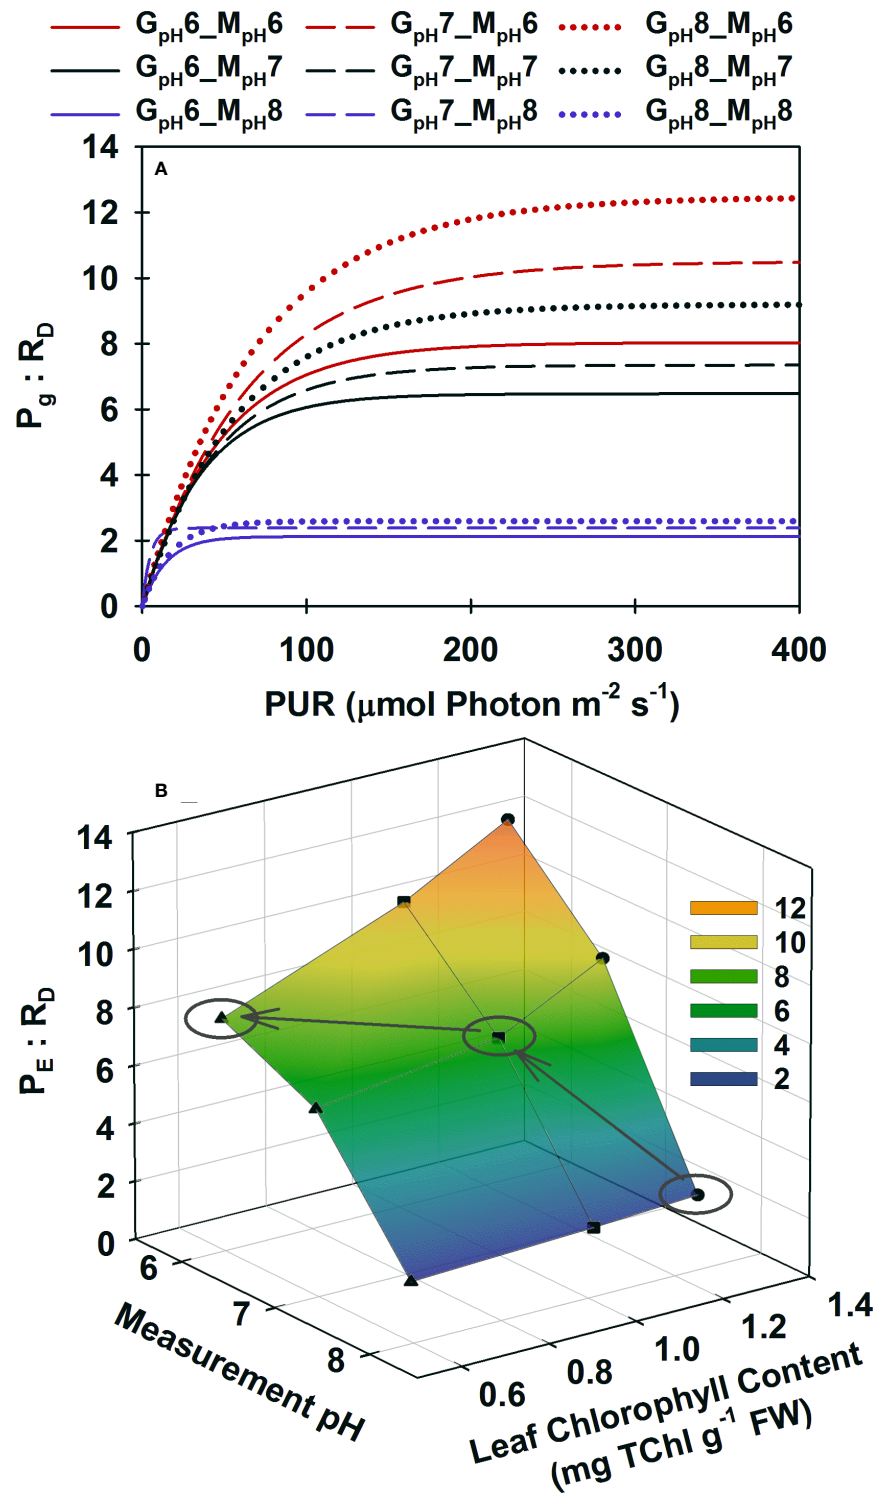 GpH6_MpH6 GpH7_MpH6 GpH8_MpH6
GpH6_MpH7 GpH7_MpH7 GpH8_MpH7
GpH6_MpH8 GpH7_MpH8 GpH8_MpH8
A
14
12
10
8
6
4
2
0
Pg : RD
0 100 200 300 400
PUR (μmol Photon m-2 s-1)
B
14
12
10
8
6
4
2
0
PE : RD
12
10
8
6
4
2
6
7
8
Measurement pH
0.6
0.8
1.0
1.2
1.4
Leaf Chlorophyll Content
(mg TChl g-1 FW)